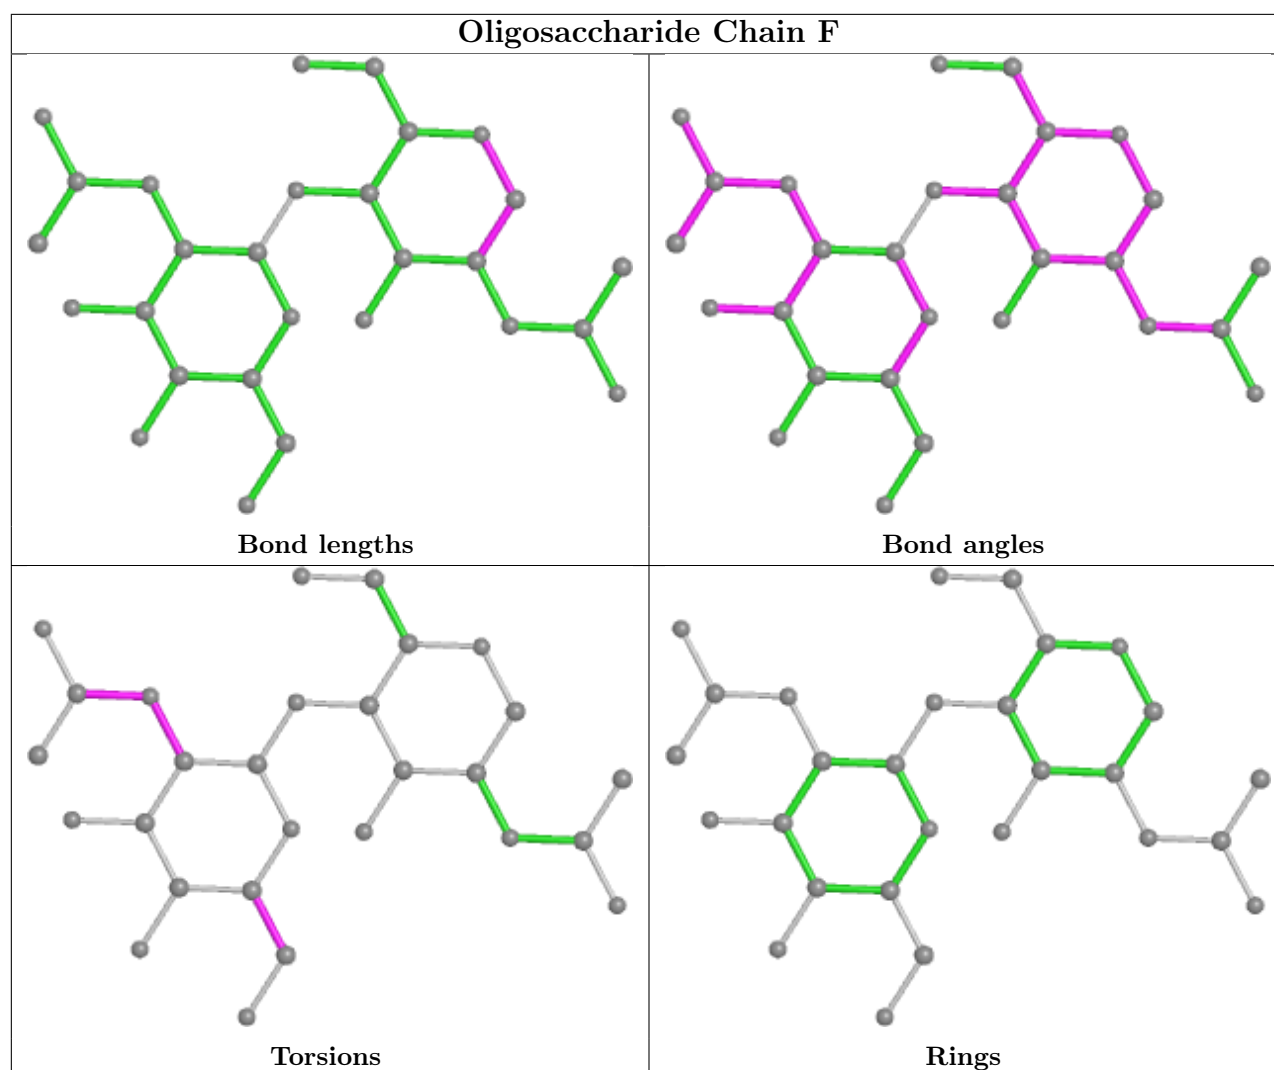 Oligosaccharide Chain F
Bond lengths
Bond angles
Torsions
Rings